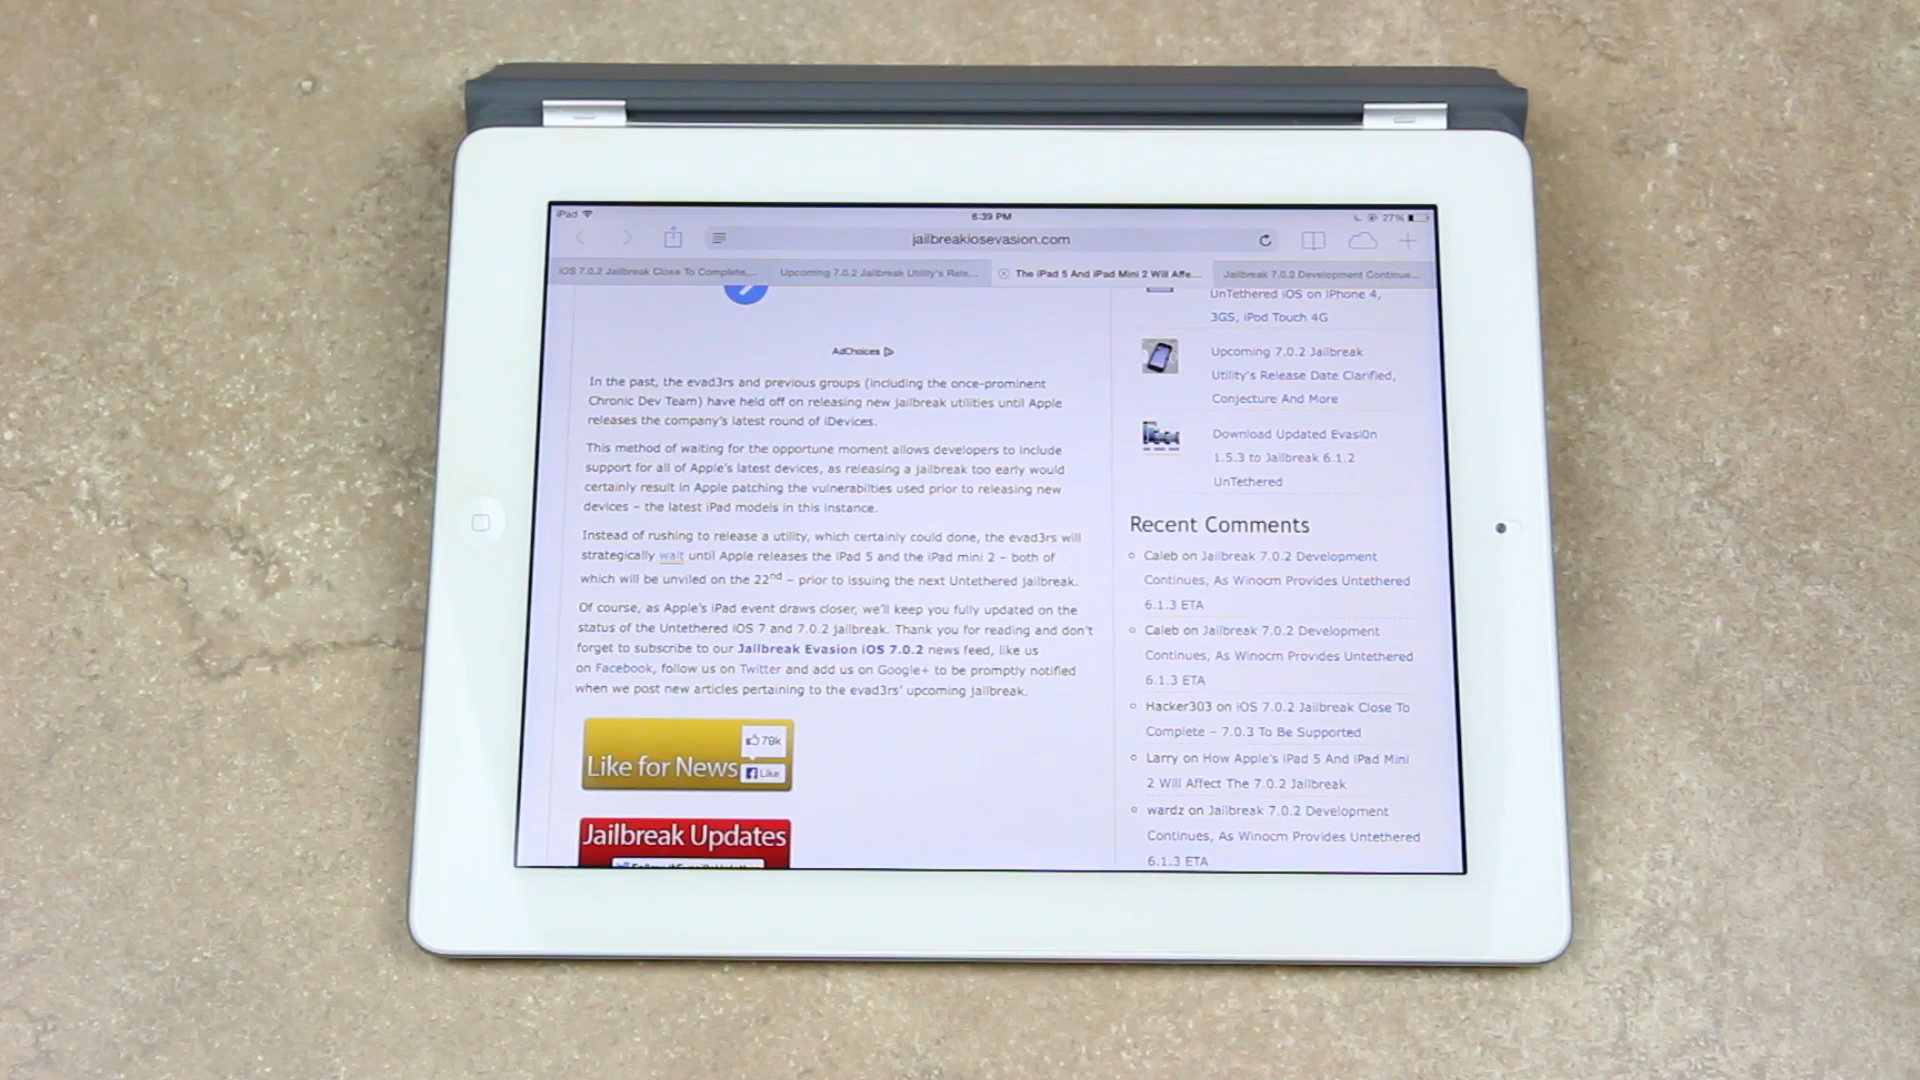 iPad
6:39 PM
27%
jailbreakiosevasion.com
iOS 7.0.2 Jailbreak Close To Complete,...
Upcoming 7.0.2 Jailbreak Utility's Rele...
The iPad 5 And iPad Mini 2 Will Affe...
Jailbreak 7.0.2 Development Continue...
AdChoices
In the past, the evad3rs and previous groups (including the once-prominent
Chronic Dev Team) have held off on releasing new jailbreak utilities until Apple
releases the company's latest round of iDevices.
This method of waiting for the opportune moment allows developers to include
support for all of Apple's latest devices, as releasing a jailbreak too early would
certainly result in Apple patching the vulnerabilties used prior to releasing new
devices – the latest iPad models in this instance.
Instead of rushing to release a utility, which certainly could done, the evad3rs will
strategically wait until Apple releases the iPad 5 and the iPad mini 2 – both of
which will be unviled on the 22nd – prior to issuing the next Untethered jailbreak.
Of course, as Apple's iPad event draws closer, we'll keep you fully updated on the
status of the Untethered iOS 7 and 7.0.2 jailbreak. Thank you for reading and don't
forget to subscribe to our Jailbreak Evasion iOS 7.0.2 news feed, like us
on Facebook, follow us on Twitter and add us on Google+ to be promptly notified
when we post new articles pertaining to the evad3rs' upcoming jailbreak.
79k
Like for News
Like
Jailbreak Updates
UnTethered iOS on iPhone 4,
3GS, iPod Touch 4G
Upcoming 7.0.2 Jailbreak
Utility's Release Date Clarified,
Conjecture And More
Download Updated Evasi0n
1.5.3 to Jailbreak 6.1.2
UnTethered
Recent Comments
Caleb on Jailbreak 7.0.2 Development
Continues, As Winocm Provides Untethered
6.1.3 ETA
Caleb on Jailbreak 7.0.2 Development
Continues, As Winocm Provides Untethered
6.1.3 ETA
Hacker303 on iOS 7.0.2 Jailbreak Close To
Complete – 7.0.3 To Be Supported
Larry on How Apple's iPad 5 And iPad Mini
2 Will Affect The 7.0.2 Jailbreak
wardz on Jailbreak 7.0.2 Development
Continues, As Winocm Provides Untethered
6.1.3 ETA